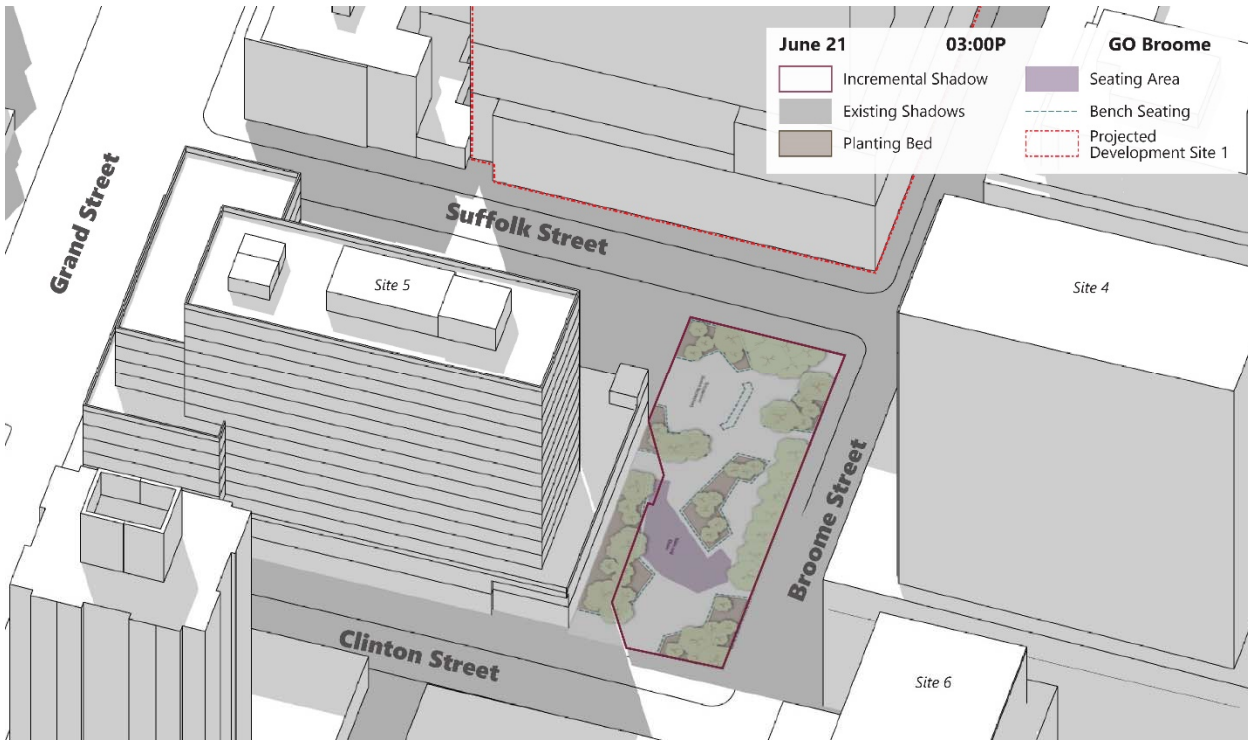 June 21
03:00P
GO Broome
Incremental Shadow
Existing Shadows
Planting Bed
Seating Area
Bench Seating
Projected
Development Site 1
Grand Street
Suffolk Street
Site 5
Site 4
Broome Street
Clinton Street
Site 6